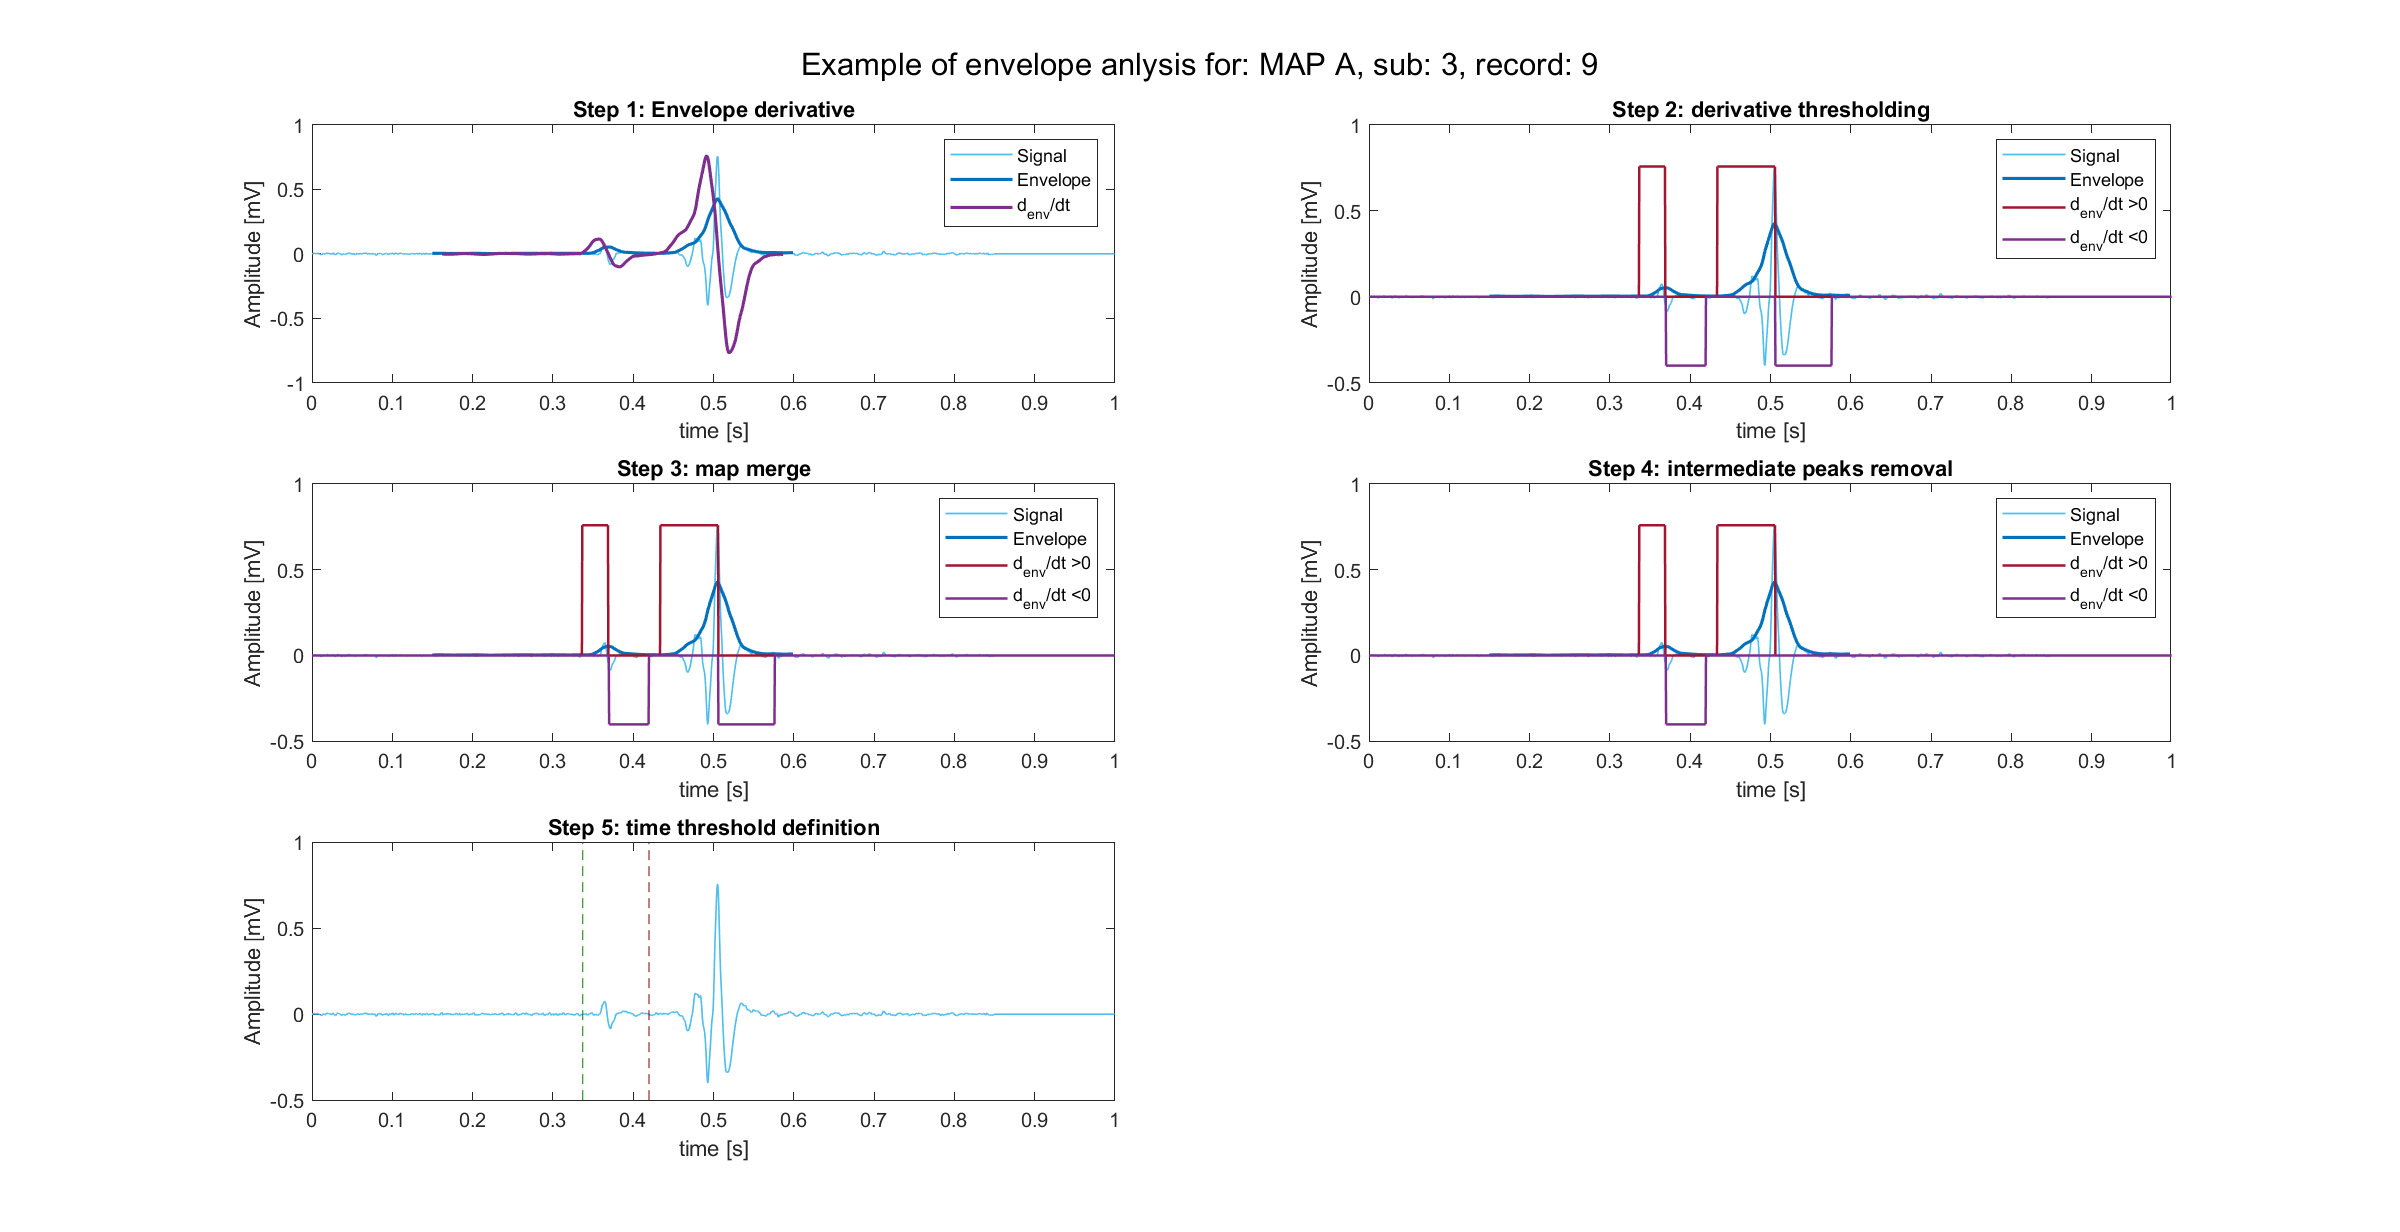 Example of envelope anlysis for: MAP A, sub: 3, record: 9
Step 1: Envelope derivative
1
0.5
0
-0.5
-1
Amplitude [mV]
Signal
Envelope
d_env/dt
0 0.1 0.2 0.3 0.4 0.5 0.6 0.7 0.8 0.9 1
time [s]
Step 2: derivative thresholding
1
0.5
0
-0.5
Amplitude [mV]
Signal
Envelope
d_env/dt >0
d_env/dt <0
0 0.1 0.2 0.3 0.4 0.5 0.6 0.7 0.8 0.9 1
time [s]
Step 3: map merge
1
0.5
0
-0.5
Amplitude [mV]
Signal
Envelope
d_env/dt >0
d_env/dt <0
0 0.1 0.2 0.3 0.4 0.5 0.6 0.7 0.8 0.9 1
time [s]
Step 4: intermediate peaks removal
1
0.5
0
-0.5
Amplitude [mV]
Signal
Envelope
d_env/dt >0
d_env/dt <0
0 0.1 0.2 0.3 0.4 0.5 0.6 0.7 0.8 0.9 1
time [s]
Step 5: time threshold definition
1
0.5
0
-0.5
Amplitude [mV]
0 0.1 0.2 0.3 0.4 0.5 0.6 0.7 0.8 0.9 1
time [s]